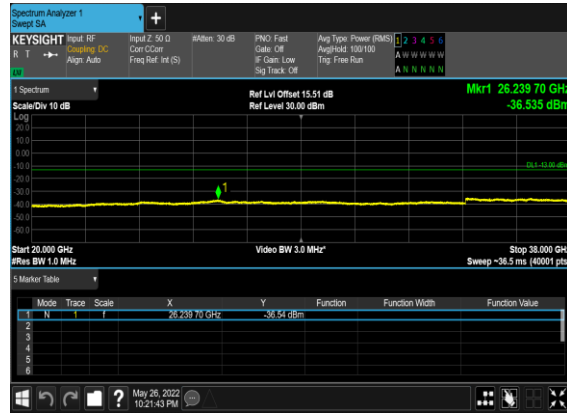 Spectrum Analyzer 1
Swept SA
+
KEYSIGHT Input: RF Input Z: 50 Ω #Atten: 30 dB PNO: Fast Avg Type: Power (RMS) 1 2 3 4 5 6
R T Coupling: DC Corr CCorr Gate: Off Avg|Hold: 100/100 A W W W W W
Align: Auto Freq Ref: Int (S) IF Gain: Low Trig: Free Run
Sig Track: Off A N N N N N
1 Spectrum Ref Lvl Offset 15.51 dB Mkr1 26.239 70 GHz
Scale/Div 10 dB Ref Level 30.00 dBm -36.535 dBm
Log
20.0
10.0
0.00
-10.0
DL1 -13.00 dBm
-20.0
-30.0
1
-40.0
-50.0
-60.0
Start 20.000 GHz Video BW 3.0 MHz* Stop 38.000 GHz
#Res BW 1.0 MHz Sweep ~36.5 ms (40001 pts
5 Marker Table
Mode Trace Scale X Y Function Function Width Function Value
1 N 1 f 26.239 70 GHz -36.54 dBm
2
3
4
5
6
? May 26, 2022
10:21:43 PM